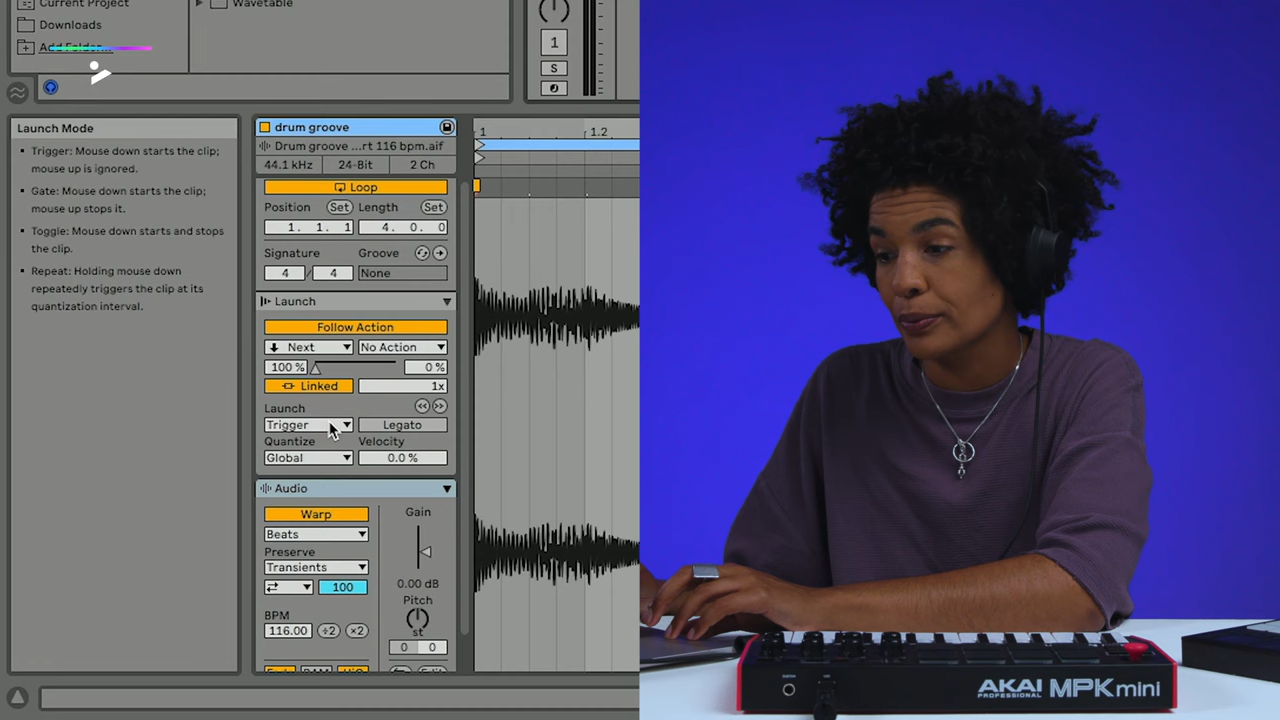 Current Project
Wavetable
Downloads
Add Folder...
1
S
Launch Mode
Trigger: Mouse down starts the clip;
mouse up is ignored.
Gate: Mouse down starts the clip;
mouse up stops it.
Toggle: Mouse down starts and stops
the clip.
Repeat: Holding mouse down
repeatedly triggers the clip at its
quantization interval.
drum groove
Drum groove ...rt 116 bpm.aif
44.1 kHz 24-Bit 2 Ch
Loop
Position Set Length Set
1. 1. 1 4. 0. 0
Signature Groove
4 / 4 None
Launch
Follow Action
Next No Action
100 % 0 %
Linked 1x
Launch
Trigger Legato
Quantize Velocity
Global 0.0 %
Audio
Warp Gain
Beats
Preserve
Transients
100 0.00 dB
Pitch
BPM st
116.00 ÷2 ×2 0 0
1 1.2
AKAI PROFESSIONAL MPK mini